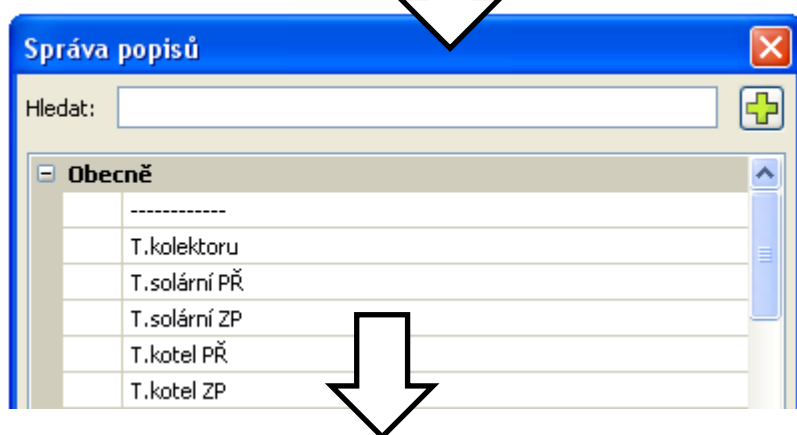 Správa popisů
Hledat:
Obecně
------------
T.kolektoru
T.solární PŘ
T.solární ZP
T.kotel PŘ
T.kotel ZP